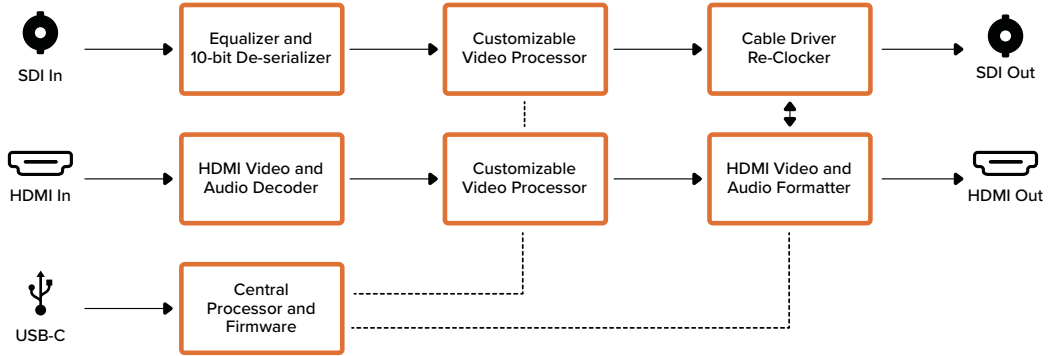 SDI In
Equalizer and
10-bit De-serializer
Customizable
Video Processor
Cable Driver
Re-Clocker
SDI Out
HDMI In
HDMI Video and
Audio Decoder
Customizable
Video Processor
HDMI Video and
Audio Formatter
HDMI Out
USB-C
Central
Processor and
Firmware